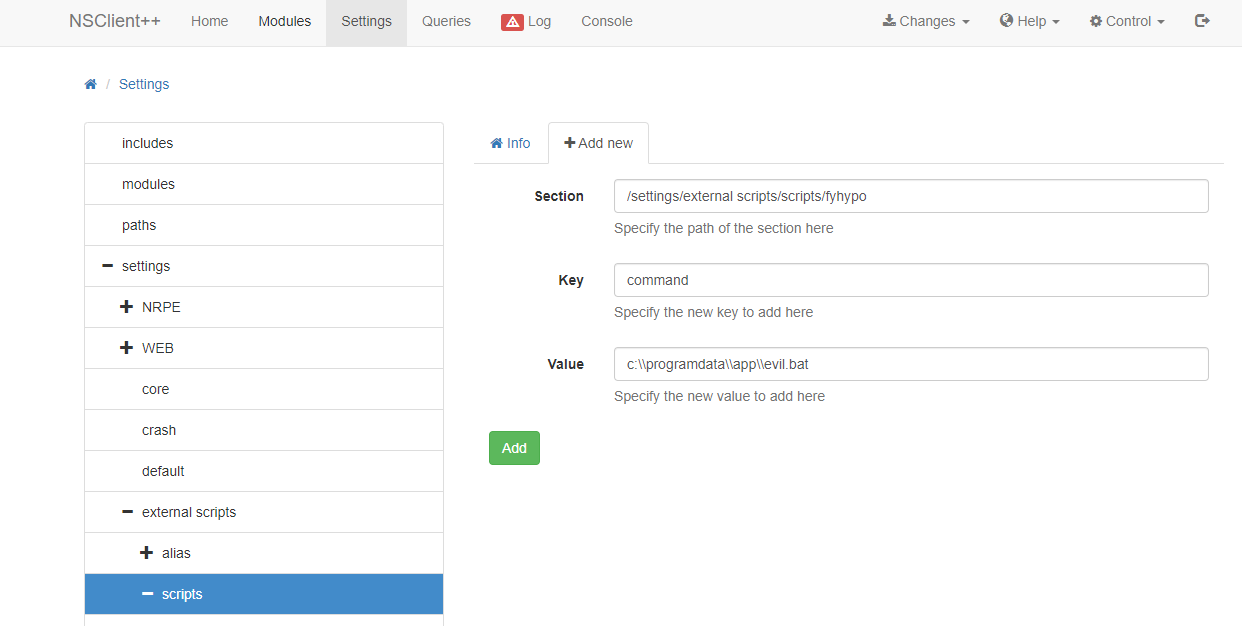 NSClient++ Home Modules Settings Queries Log Console Changes Help Control
/ Settings
includes
modules
paths
settings
NRPE
WEB
core
crash
default
external scripts
alias
scripts
Info Add new
Section /settings/external scripts/scripts/fyhypo
Specify the path of the section here
Key command
Specify the new key to add here
Value c:\\programdata\\app\\evil.bat
Specify the new value to add here
Add